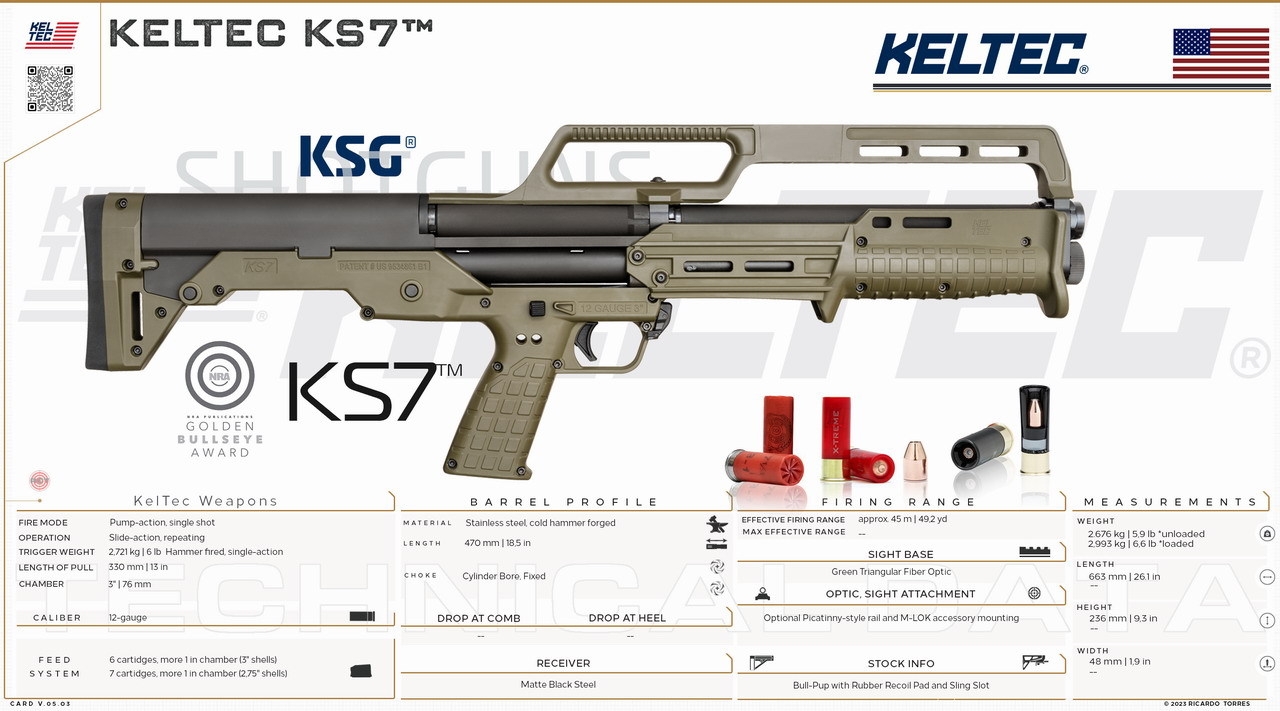 KEL
TEC
KELTEC KS7™
KELTEC®
SHOTGUNS
KSG®
KEL
TEC
®
KELTEC®
KS7
12 GAUGE 3"
KS7™
NRA
NRA PUBLICATIONS
GOLDEN
BULLSEYE
AWARD
X-TREME
KelTec Weapons
FIRE MODE Pump-action, single shot
OPERATION Slide-action, repeating
TRIGGER WEIGHT 2,721 kg | 6 lb Hammer fired, single-action
LENGTH OF PULL 330 mm | 13 in
CHAMBER 3" | 76 mm
CALIBER 12-gauge
FEED SYSTEM
6 cartidges, more 1 in chamber (3" shells)
7 cartidges, more 1 in chamber (2,75" shells)
BARREL PROFILE
MATERIAL Stainless steel, cold hammer forged
LENGTH 470 mm | 18,5 in
CHOKE Cylinder Bore, Fixed
DROP AT COMB DROP AT HEEL
-- --
RECEIVER
Matte Black Steel
FIRING RANGE
EFFECTIVE FIRING RANGE approx. 45 m | 49,2 yd
MAX EFFECTIVE RANGE --
SIGHT BASE
Green Triangular Fiber Optic
OPTIC, SIGHT ATTACHMENT
Optional Picatinny-style rail and M-LOK accessory mounting
STOCK INFO
Bull-Pup with Rubber Recoil Pad and Sling Slot
MEASUREMENTS
WEIGHT
2.676 kg | 5,9 lb *unloaded
2,993 kg | 6,6 lb *loaded
LENGTH
663 mm | 26.1 in
--
HEIGHT
236 mm | 9,3 in
--
WIDTH
48 mm | 1,9 in
--
TECHNICAL DATA
CARD V.05.03
© 2023 RICARDO TORRES